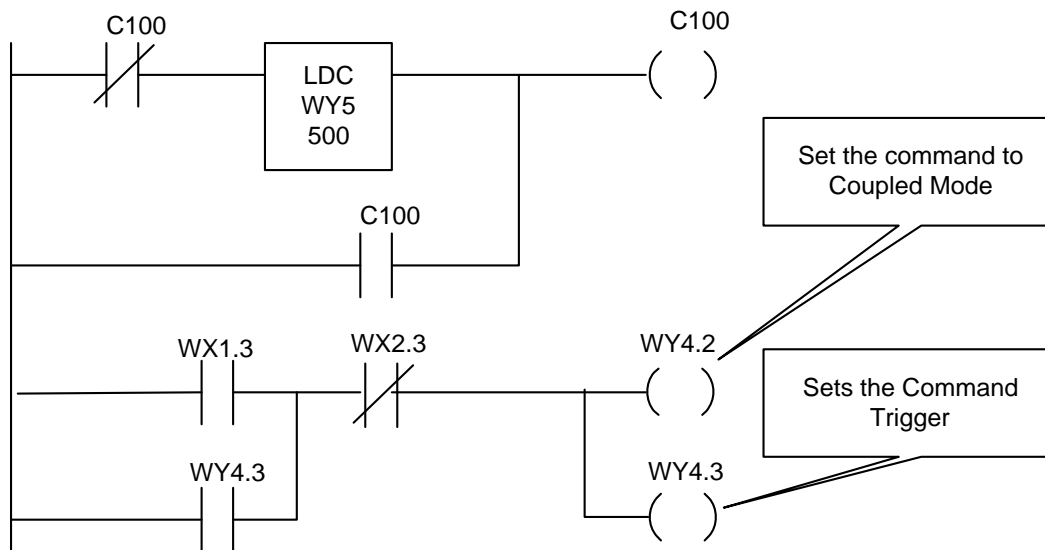 C100
C100
LDC
WY5
500
Set the command to
Coupled Mode
C100
WX1.3
WX2.3
WY4.2
Sets the Command
Trigger
WY4.3
WY4.3